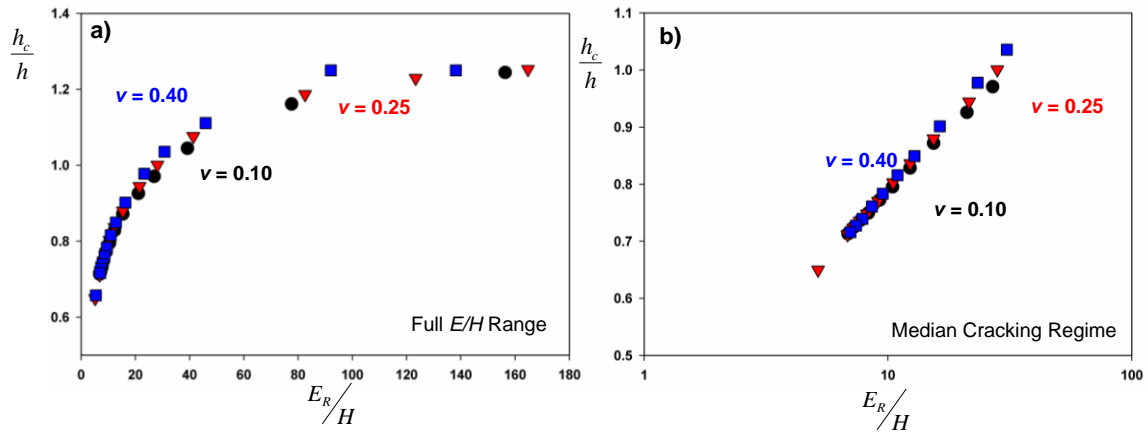 a)
h_c/h
1.4
1.2
1.0
0.8
0.6
ν = 0.40
ν = 0.25
ν = 0.10
Full E/H Range
0 20 40 60 80 100 120 140 160 180
E_R/H
b)
h_c/h
1.1
1.0
0.9
0.8
0.7
0.6
0.5
ν = 0.25
ν = 0.40
ν = 0.10
Median Cracking Regime
1 10 100
E_R/H